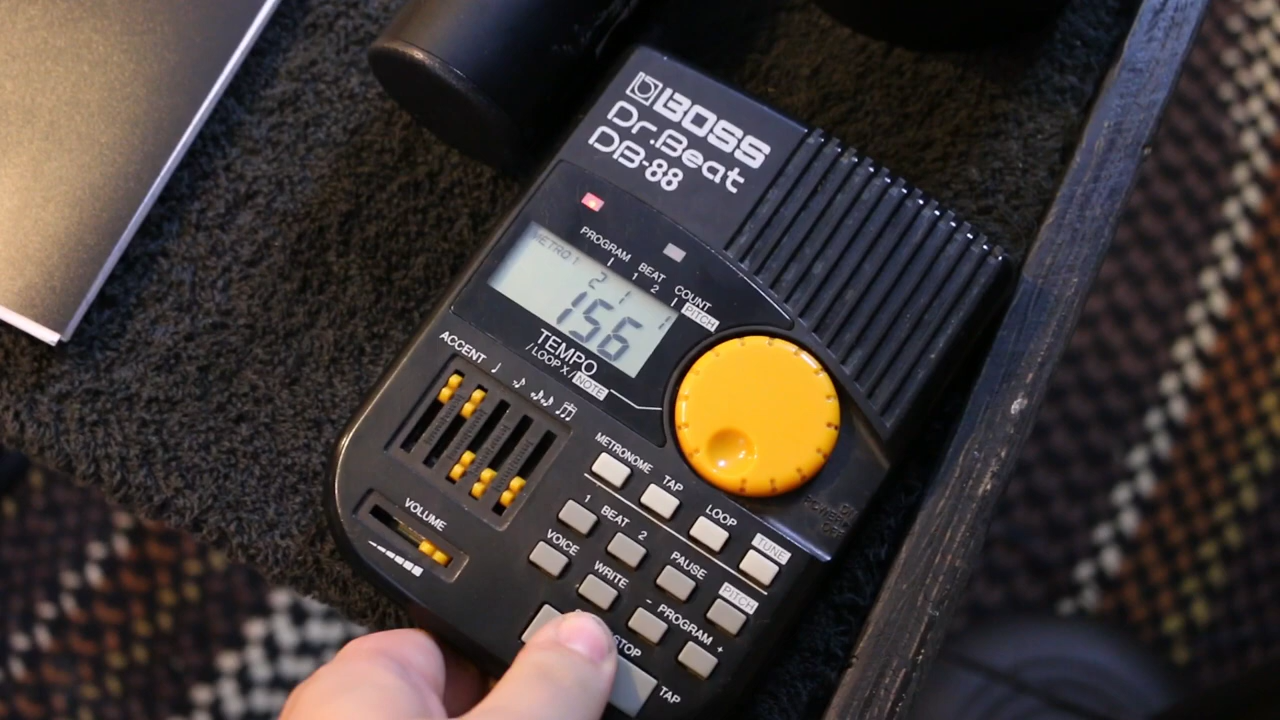 BOSS
Dr.Beat
DB-88
PROGRAM
BEAT
1 2
COUNT
PITCH
METRO.1
2 1 1
156
TEMPO
/ LOOP X / NOTE
ACCENT
VOLUME
METRONOME
TAP
LOOP
TUNE
1 BEAT 2
PAUSE
PITCH
VOICE
WRITE
- PROGRAM +
STOP
TAP